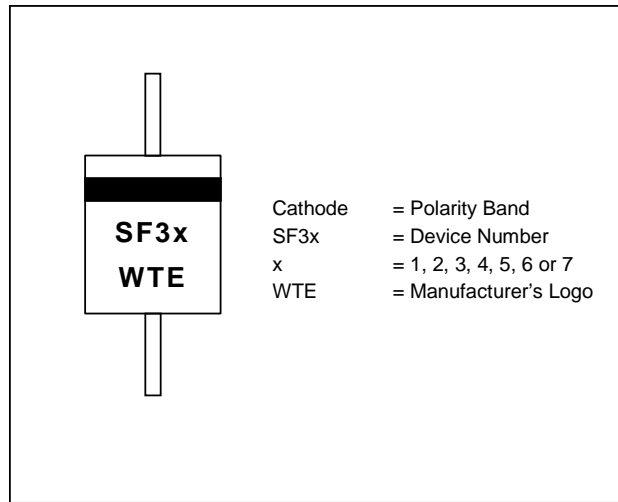 SF3x
WTE
Cathode = Polarity Band
SF3x = Device Number
x = 1, 2, 3, 4, 5, 6 or 7
WTE = Manufacturer's Logo